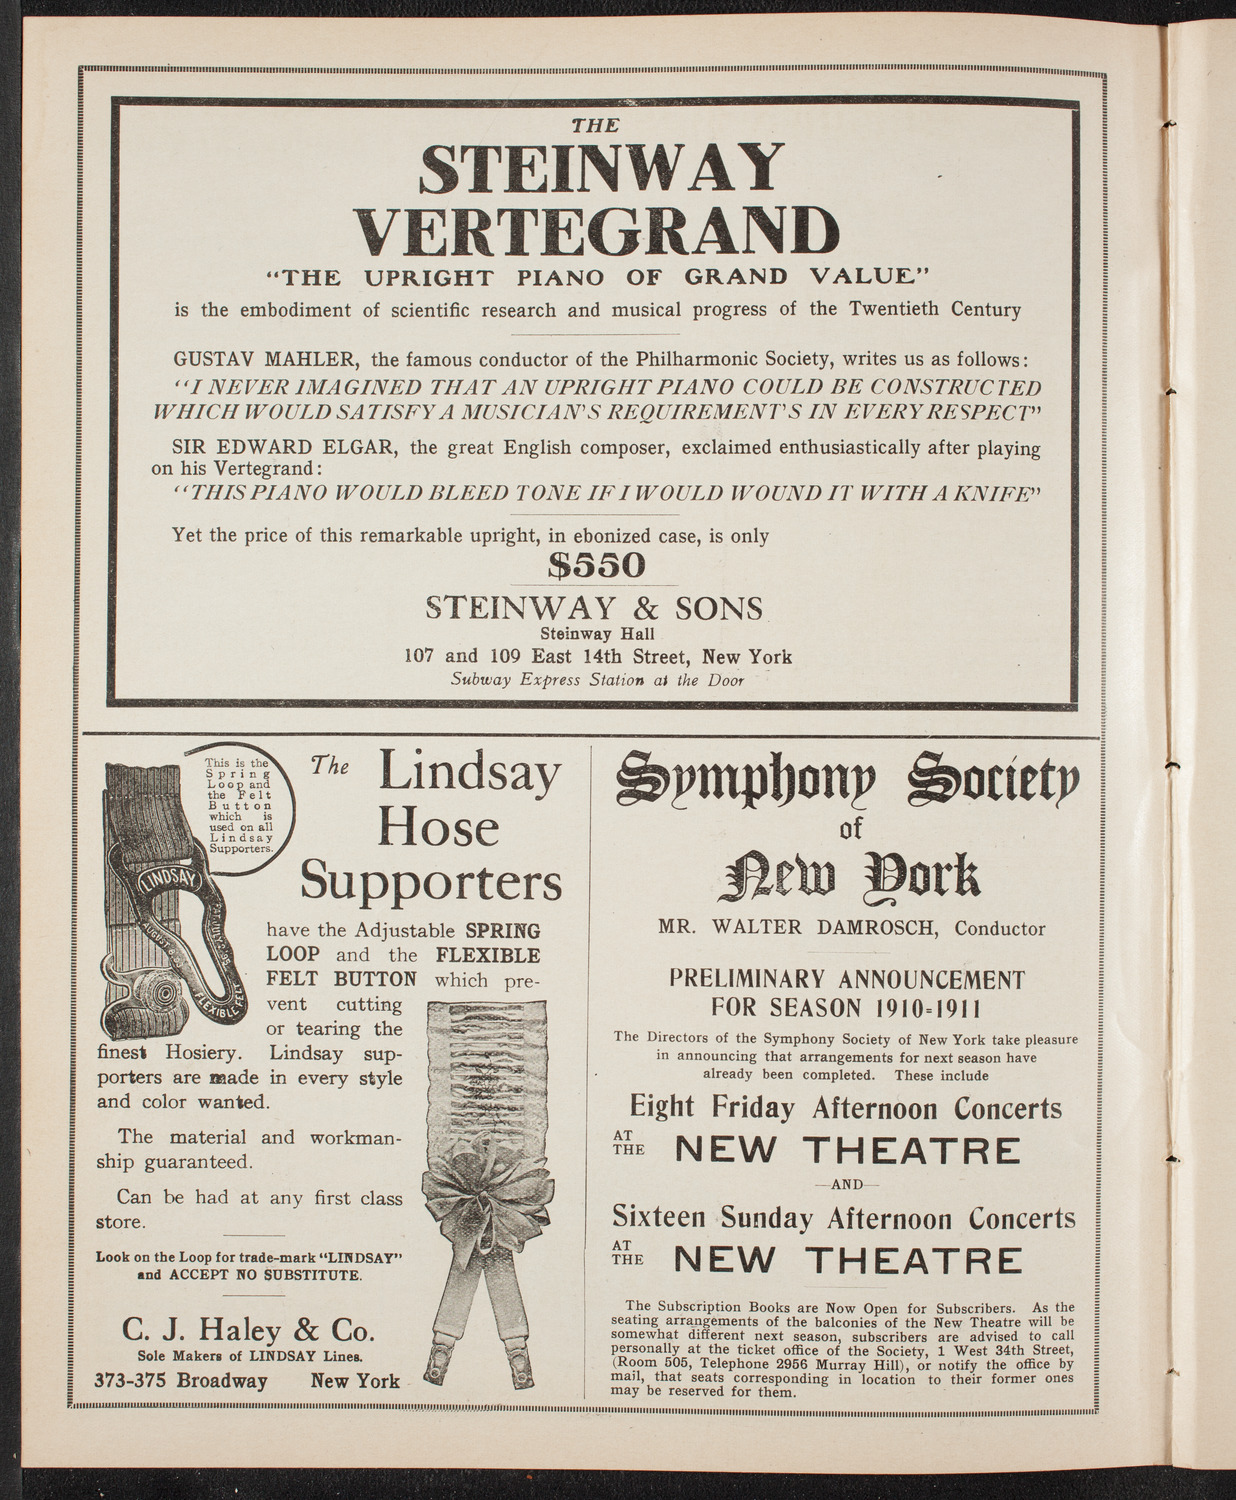 THE
STEINWAY
VERTEGRAND
“THE UPRIGHT PIANO OF GRAND VALUE”
is the embodiment of scientific research and musical progress of the Twentieth Century
GUSTAV MAHLER, the famous conductor of the Philharmonic Society, writes us as follows:
“I NEVER IMAGINED THAT AN UPRIGHT PIANO COULD BE CONSTRUCTED
WHICH WOULD SATISFY A MUSICIAN'S REQUIREMENT'S IN EVERY RESPECT”
SIR EDWARD ELGAR, the great English composer, exclaimed enthusiastically after playing
on his Vertegrand:
“THIS PIANO WOULD BLEED TONE IF I WOULD WOUND IT WITH A KNIFE”
Yet the price of this remarkable upright, in ebonized case, is only
$550
STEINWAY & SONS
Steinway Hall
107 and 109 East 14th Street, New York
Subway Express Station at the Door
This is the
Spring
Loop and
the Felt
Button
which is
used on all
Lindsay
Supporters.
LINDSAY
FLEXIBLE FELT
The Lindsay
Hose
Supporters
have the Adjustable SPRING
LOOP and the FLEXIBLE
FELT BUTTON which pre-
vent cutting
or tearing the
finest Hosiery. Lindsay sup-
porters are made in every style
and color wanted.
The material and workman-
ship guaranteed.
Can be had at any first class
store.
Look on the Loop for trade-mark “LINDSAY”
and ACCEPT NO SUBSTITUTE.
C. J. Haley & Co.
Sole Makers of LINDSAY Lines.
373-375 Broadway New York
Symphony Society
of
New York
MR. WALTER DAMROSCH, Conductor
PRELIMINARY ANNOUNCEMENT
FOR SEASON 1910=1911
The Directors of the Symphony Society of New York take pleasure
in announcing that arrangements for next season have
already been completed. These include
Eight Friday Afternoon Concerts
AT THE NEW THEATRE
—AND—
Sixteen Sunday Afternoon Concerts
AT THE NEW THEATRE
The Subscription Books are Now Open for Subscribers. As the
seating arrangements of the balconies of the New Theatre will be
somewhat different next season, subscribers are advised to call
personally at the ticket office of the Society, 1 West 34th Street,
(Room 505, Telephone 2956 Murray Hill), or notify the office by
mail, that seats corresponding in location to their former ones
may be reserved for them.